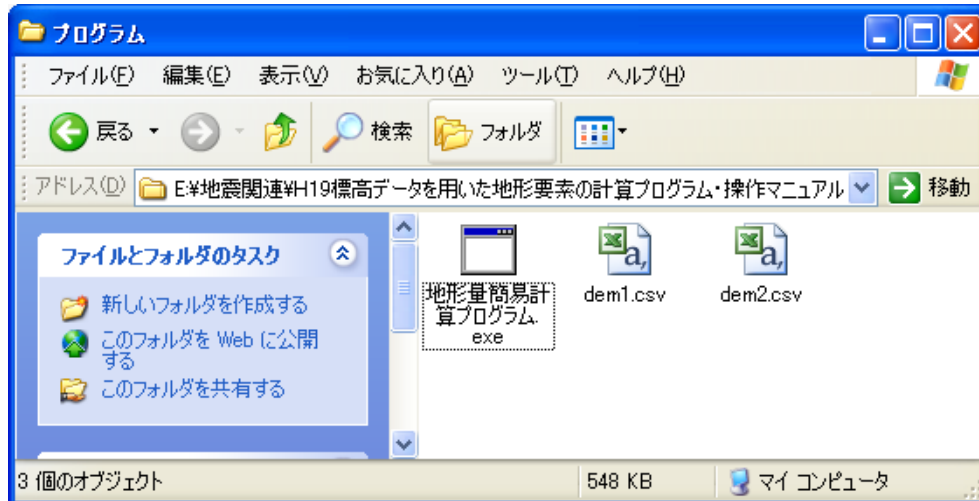 プログラム
ファイル(F) 編集(E) 表示(V) お気に入り(A) ツール(T) ヘルプ(H)
戻る 検索 フォルダ
アドレス(D) E:¥地震関連¥H19標高データを用いた地形要素の計算プログラム・操作マニュアル 移動
ファイルとフォルダのタスク
新しいフォルダを作成する
このフォルダを Web に公開
する
このフォルダを共有する
地形量簡易計
算プログラム.
exe
dem1.csv
dem2.csv
3 個のオブジェクト 548 KB マイ コンピュータ